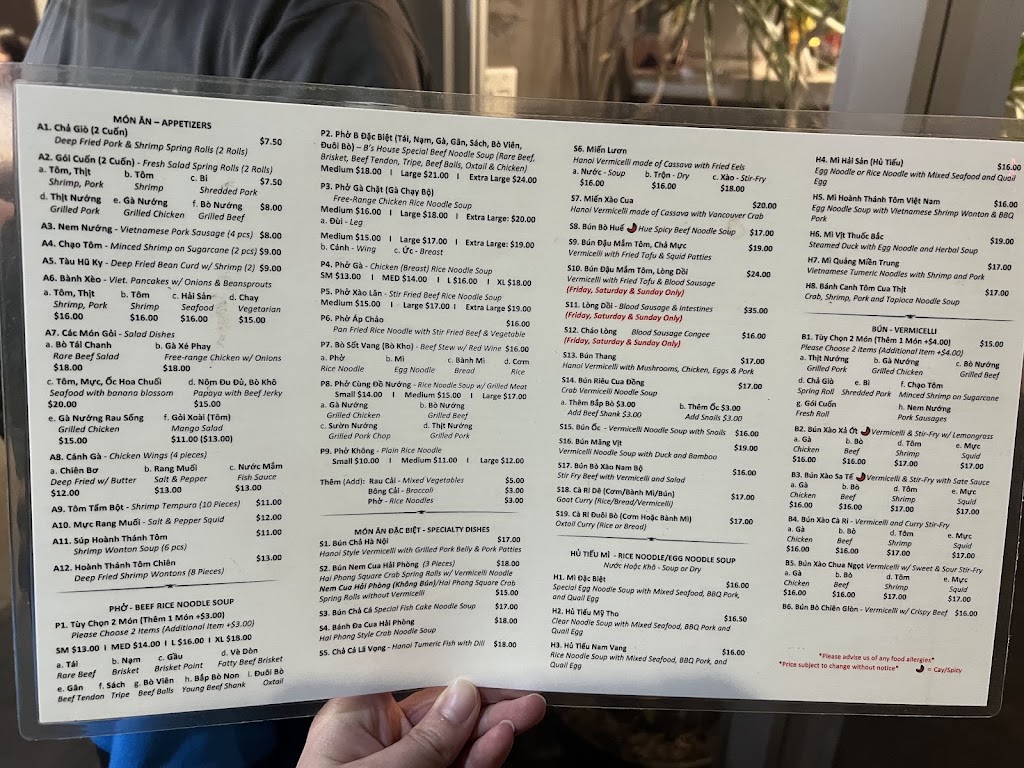 MÓN ĂN – APPETIZERS
A1. Chả Giò (2 Cuốn)
Deep Fried Pork & Shrimp Spring Rolls (2 Rolls) $7.50
A2. Gỏi Cuốn (2 Cuốn) - Fresh Salad Spring Rolls (2 Rolls)
a. Tôm, Thịt b. Tôm c. Bì $7.50
Shrimp, Pork Shrimp Shredded Pork
d. Thịt Nướng e. Gà Nướng f. Bò Nướng $8.00
Grilled Pork Grilled Chicken Grilled Beef
A3. Nem Nướng - Vietnamese Pork Sausage (4 pcs) $8.00
A4. Chạo Tôm - Minced Shrimp on Sugarcane (2 pcs) $9.00
A5. Tàu Hũ Ky - Deep Fried Bean Curd w/ Shrimp (2) $9.00
A6. Bành Xèo - Viet. Pancakes w/ Onions & Beansprouts
a. Tôm, Thịt b. Tôm c. Hải Sản d. Chay
Shrimp, Pork Shrimp Seafood Vegetarian
$16.00 $16.00 $16.00 $15.00
A7. Các Món Gỏi - Salad Dishes
a. Bò Tái Chanh b. Gà Xé Phay
Rare Beef Salad Free-range Chicken w/ Onions
$18.00 $18.00
c. Tôm, Mực, Ốc Hoa Chuối d. Nộm Đu Đủ, Bò Khô
Seafood with banana blossom Papaya with Beef Jerky
$20.00 $15.00
e. Gà Nướng Rau Sống f. Gỏi Xoài (Tôm)
Grilled Chicken Mango Salad
$15.00 $11.00 ($13.00)
A8. Cánh Gà - Chicken Wings (4 pieces)
a. Chiên Bơ b. Rang Muối c. Nước Mắm
Deep Fried w/ Butter Salt & Pepper Fish Sauce
$12.00 $13.00 $13.00
A9. Tôm Tẩm Bột - Shrimp Tempura (10 Pieces) $11.00
A10. Mực Rang Muối - Salt & Pepper Squid $12.00
A11. Súp Hoành Thánh Tôm $11.00
Shrimp Wonton Soup (6 pcs)
A12. Hoành Thánh Tôm Chiên $13.00
Deep Fried Shrimp Wontons (8 Pieces)
PHỞ - BEEF RICE NOODLE SOUP
P1. Tùy Chọn 2 Món (Thêm 1 Món +$3.00)
Please Choose 2 Items (Additional Item +$3.00)
SM $13.00 I MED $14.00 I L $16.00 I XL $18.00
a. Tái b. Nạm c. Gầu d. Vè Dòn
Rare Beef Brisket Brisket Point Fatty Beef Brisket
e. Gân f. Sách g. Bò Viên h. Bắp Bò Non i. Đuôi Bò
Beef Tendon Tripe Beef Balls Young Beef Shank Oxtail
P2. Phở B Đặc Biệt (Tái, Nạm, Gà, Gân, Sách, Bò Viên,
Đuôi Bò) – B's House Special Beef Noodle Soup (Rare Beef,
Brisket, Beef Tendon, Tripe, Beef Balls, Oxtail & Chicken)
Medium $18.00 I Large $21.00 I Extra Large $24.00
P3. Phở Gà Chặt (Gà Chạy Bộ)
Free-Range Chicken Rice Noodle Soup
Medium $16.00 I Large $18.00 I Extra Large: $20.00
a. Đùi - Leg
Medium $15.00 I Large $17.00 I Extra Large: $19.00
b. Cánh - Wing c. Ức - Breast
P4. Phở Gà - Chicken (Breast) Rice Noodle Soup
SM $13.00 I MED $14.00 I L $16.00 I XL $18.00
P5. Phở Xào Lăn - Stir Fried Beef Rice Noodle Soup
Medium $15.00 I Large $17.00 I Extra Large $19.00
P6. Phở Áp Chảo $16.00
Pan Fried Rice Noodle with Stir Fried Beef & Vegetable
P7. Bò Sốt Vang (Bò Kho) - Beef Stew w/ Red Wine $16.00
a. Phở b. Mì c. Bành Mì d. Cơm
Rice Noodle Egg Noodle Bread Rice
P8. Phở Cùng Đồ Nướng - Rice Noodle Soup w/ Grilled Meat
Small $14.00 I Medium $15.00 I Large $17.00
a. Gà Nướng b. Bò Nướng
Grilled Chicken Grilled Beef
c. Sườn Nướng d. Thịt Nướng
Grilled Pork Chop Grilled Pork
P9. Phở Không - Plain Rice Noodle
Small $10.00 I Medium $11.00 I Large $12.00
Thêm (Add): Rau Cải - Mixed Vegetables $5.00
Bông Cải - Broccali $3.00
Phở - Rice Noodles $3.00
MÓN ĂN ĐẶC BIỆT - SPECIALTY DISHES
S1. Bún Chả Hà Nội $17.00
Hanoi Style Vermicelli with Grilled Pork Belly & Pork Patties
S2. Bún Nem Cua Hải Phòng (3 Pieces) $18.00
Hai Phong Square Crab Spring Rolls w/ Vermicelli Noodle
Nem Cua Hải Phòng (Không Bún)/Hai Phong Square Crab
Spring Rolls without Vermicelli $15.00
S3. Bún Chả Cá Special Fish Cake Noodle Soup $17.00
S4. Bánh Đa Cua Hải Phòng $18.00
Hai Phong Style Crab Noodle Soup
S5. Chả Cá Lã Vọng - Hanoi Tumeric Fish with Dill $18.00
S6. Miến Lươn
Hanoi Vermicelli made of Cassava with Fried Eels
a. Nước - Soup b. Trộn - Dry c. Xào - Stir-Fry
$16.00 $16.00 $18.00
S7. Miến Xào Cua $20.00
Hanoi Vermicelli made of Cassava with Vancouver Crab
S8. Bún Bò Huế Hue Spicy Beef Noodle Soup $17.00
S9. Bún Đậu Mắm Tôm, Chả Mực $19.00
Vermicelli with Fried Tofu & Squid Patties
S10. Bún Đậu Mắm Tôm, Lòng Dồi $24.00
Vermicelli with Fried Tofu & Blood Sausage
(Friday, Saturday & Sunday Only)
S11. Lòng Dồi - Blood Sausage & Intestines $35.00
(Friday, Saturday & Sunday Only)
S12. Cháo Lòng Blood Sausage Congee $16.00
(Friday, Saturday & Sunday Only)
S13. Bún Thang $17.00
Hanoi Vermicelli with Mushrooms, Chicken, Eggs & Pork
S14. Bún Riêu Cua Đồng $17.00
Crab Vermicelli Noodle Soup
a. Thêm Bắp Bò $3.00 b. Thêm Ốc $3.00
Add Beef Shank $3.00 Add Snails $3.00
S15. Bún Ốc - Vermicelli Noodle Soup with Snails $16.00
S16. Bún Măng Vịt $19.00
Vermicelli Noodle Soup with Duck and Bamboo
S17. Bún Bò Xào Nam Bộ $16.00
Stir Fry Beef with Vermicelli and Salad
S18. Cà Ri Dê (Cơm/Bành Mì/Bún) $17.00
Goat Curry (Rice/Bread/Vermicelli)
S19. Cà Ri Đuôi Bò (Cơm Hoặc Bành Mì) $17.00
Oxtail Curry (Rice or Bread)
HỦ TIẾU MÌ - RICE NOODLE/EGG NOODLE SOUP
Nước Hoặc Khô - Soup or Dry
H1. Mì Đặc Biệt $16.00
Special Egg Noodle Soup with Mixed Seafood, BBQ Pork,
and Quail Egg
H2. Hủ Tiếu Mỹ Tho $16.50
Clear Noodle Soup with Mixed Seafood, BBQ Pork and
Quail Egg
H3. Hủ Tiếu Nam Vang $16.00
Rice Noodle Soup with Mixed Seafood, BBQ Pork, and
Quail Egg
H4. Mì Hải Sản (Hủ Tiếu) $16.00
Egg Noodle or Rice Noodle with Mixed Seafood and Quail
Egg
H5. Mì Hoành Thánh Tôm Việt Nam $16.00
Egg Noodle Soup with Vietnamese Shrimp Wonton & BBQ
Pork
H6. Mì Vịt Thuốc Bắc $19.00
Steamed Duck with Egg Noodle and Herbal Soup
H7. Mì Quảng Miền Trung $17.00
Vietnamese Tumeric Noodles with Shrimp and Pork
H8. Bánh Canh Tôm Cua Thịt $17.00
Crab, Shrimp, Pork and Tapioca Noodle Soup
BÚN - VERMICELLI
B1. Tùy Chọn 2 Món (Thêm 1 Món +$4.00) $15.00
Please Choose 2 items (Additional Item +$4.00)
a. Thịt Nướng b. Gà Nướng c. Bò Nướng
Grilled Pork Grilled Chicken Grilled Beef
d. Chả Giò e. Bì f. Chạo Tôm
Spring Roll Shredded Pork Minced Shrimp on Sugarcane
g. Gỏi Cuốn h. Nem Nướng
Fresh Roll Pork Sausages
B2. Bún Xào Xả Ớt Vermicelli & Stir-Fry w/ Lemongrass
a. Gà b. Bò d. Tôm e. Mực
Chicken Beef Shrimp Squid
$16.00 $16.00 $17.00 $17.00
B3. Bún Xào Sa Tế Vermicelli & Stir-Fry with Sate Sauce
a. Gà b. Bò d. Tôm e. Mực
Chicken Beef Shrimp Squid
$16.00 $16.00 $17.00 $17.00
B4. Bún Xào Cà Ri - Vermicelli and Curry Stir-Fry
a. Gà b. Bò d. Tôm e. Mực
Chicken Beef Shrimp Squid
$16.00 $16.00 $17.00 $17.00
B5. Bún Xào Chua Ngọt Vermicelli w/ Sweet & Sour Stir-Fry
a. Gà b. Bò d. Tôm e. Mực
Chicken Beef Shrimp Squid
$16.00 $16.00 $17.00 $17.00
B6. Bún Bò Chiên Giòn - Vermicelli w/ Crispy Beef $16.00
*Please advise us of any food allergies*
*Price subject to change without notice* = Cay/Spicy